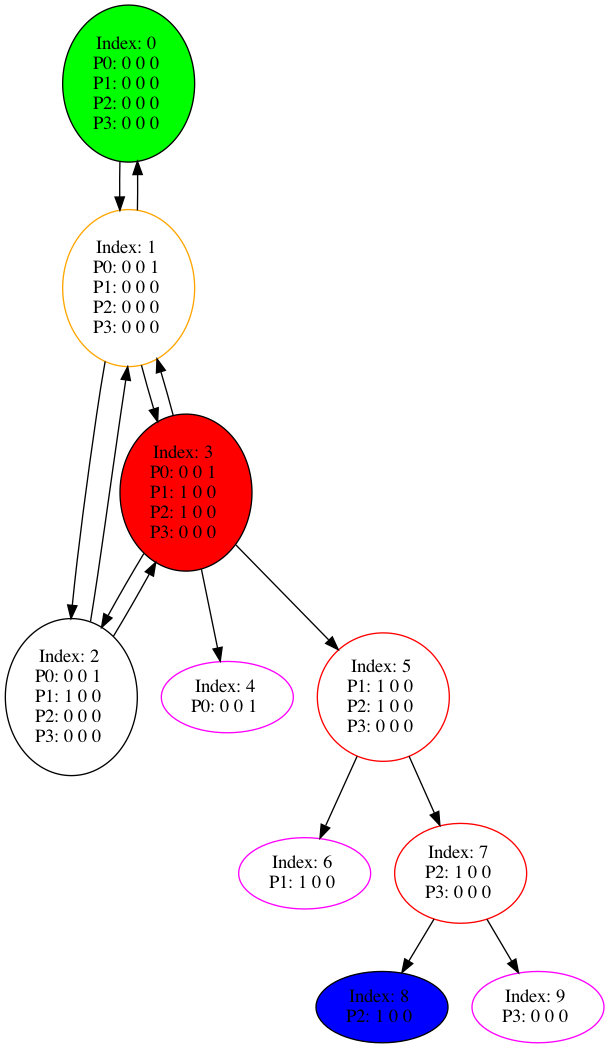 Index: 0
P0: 0 0 0
P1: 0 0 0
P2: 0 0 0
P3: 0 0 0
Index: 1
P0: 0 0 1
P1: 0 0 0
P2: 0 0 0
P3: 0 0 0
Index: 3
P0: 0 0 1
P1: 1 0 0
P2: 1 0 0
P3: 0 0 0
Index: 2
P0: 0 0 1
P1: 1 0 0
P2: 0 0 0
P3: 0 0 0
Index: 4
P0: 0 0 1
Index: 5
P1: 1 0 0
P2: 1 0 0
P3: 0 0 0
Index: 6
P1: 1 0 0
Index: 7
P2: 1 0 0
P3: 0 0 0
Index: 8
P2: 1 0 0
Index: 9
P3: 0 0 0